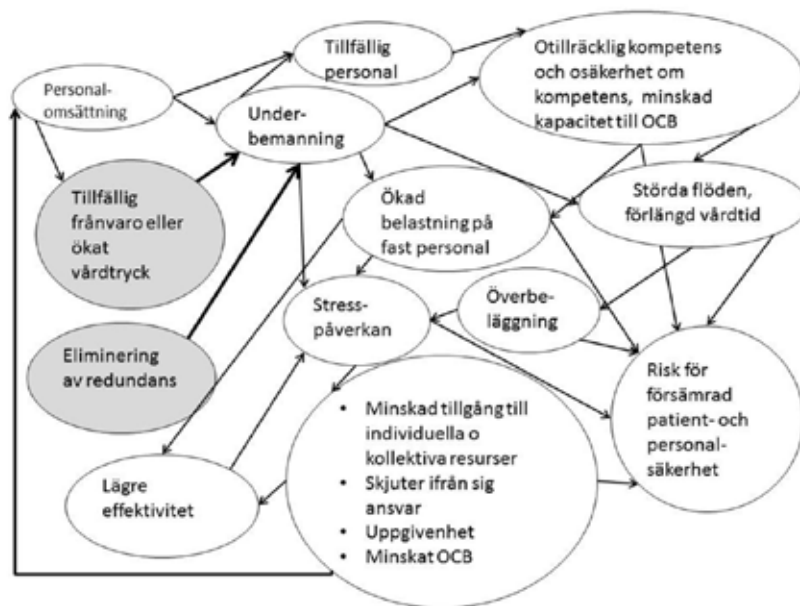 Tillfällig
personal
Otillräcklig kompetens
och osäkerhet om
kompetens, minskad
kapacitet till OCB
Personal-
omsättning
Under-
bemanning
Tillfällig
frånvaro eller
ökat
vårdtryck
Ökad
belastning på
fast personal
Störda flöden,
förlängd vårdtid
Stress-
påverkan
Överbe-
läggning
Eliminering
av redundans
Risk för
försämrad
patient- och
personal-
säkerhet
• Minskad tillgång till
individuella o
kollektiva resurser
• Skjuter ifrån sig
ansvar
• Uppgivenhet
• Minskat OCB
Lägre
effektivitet